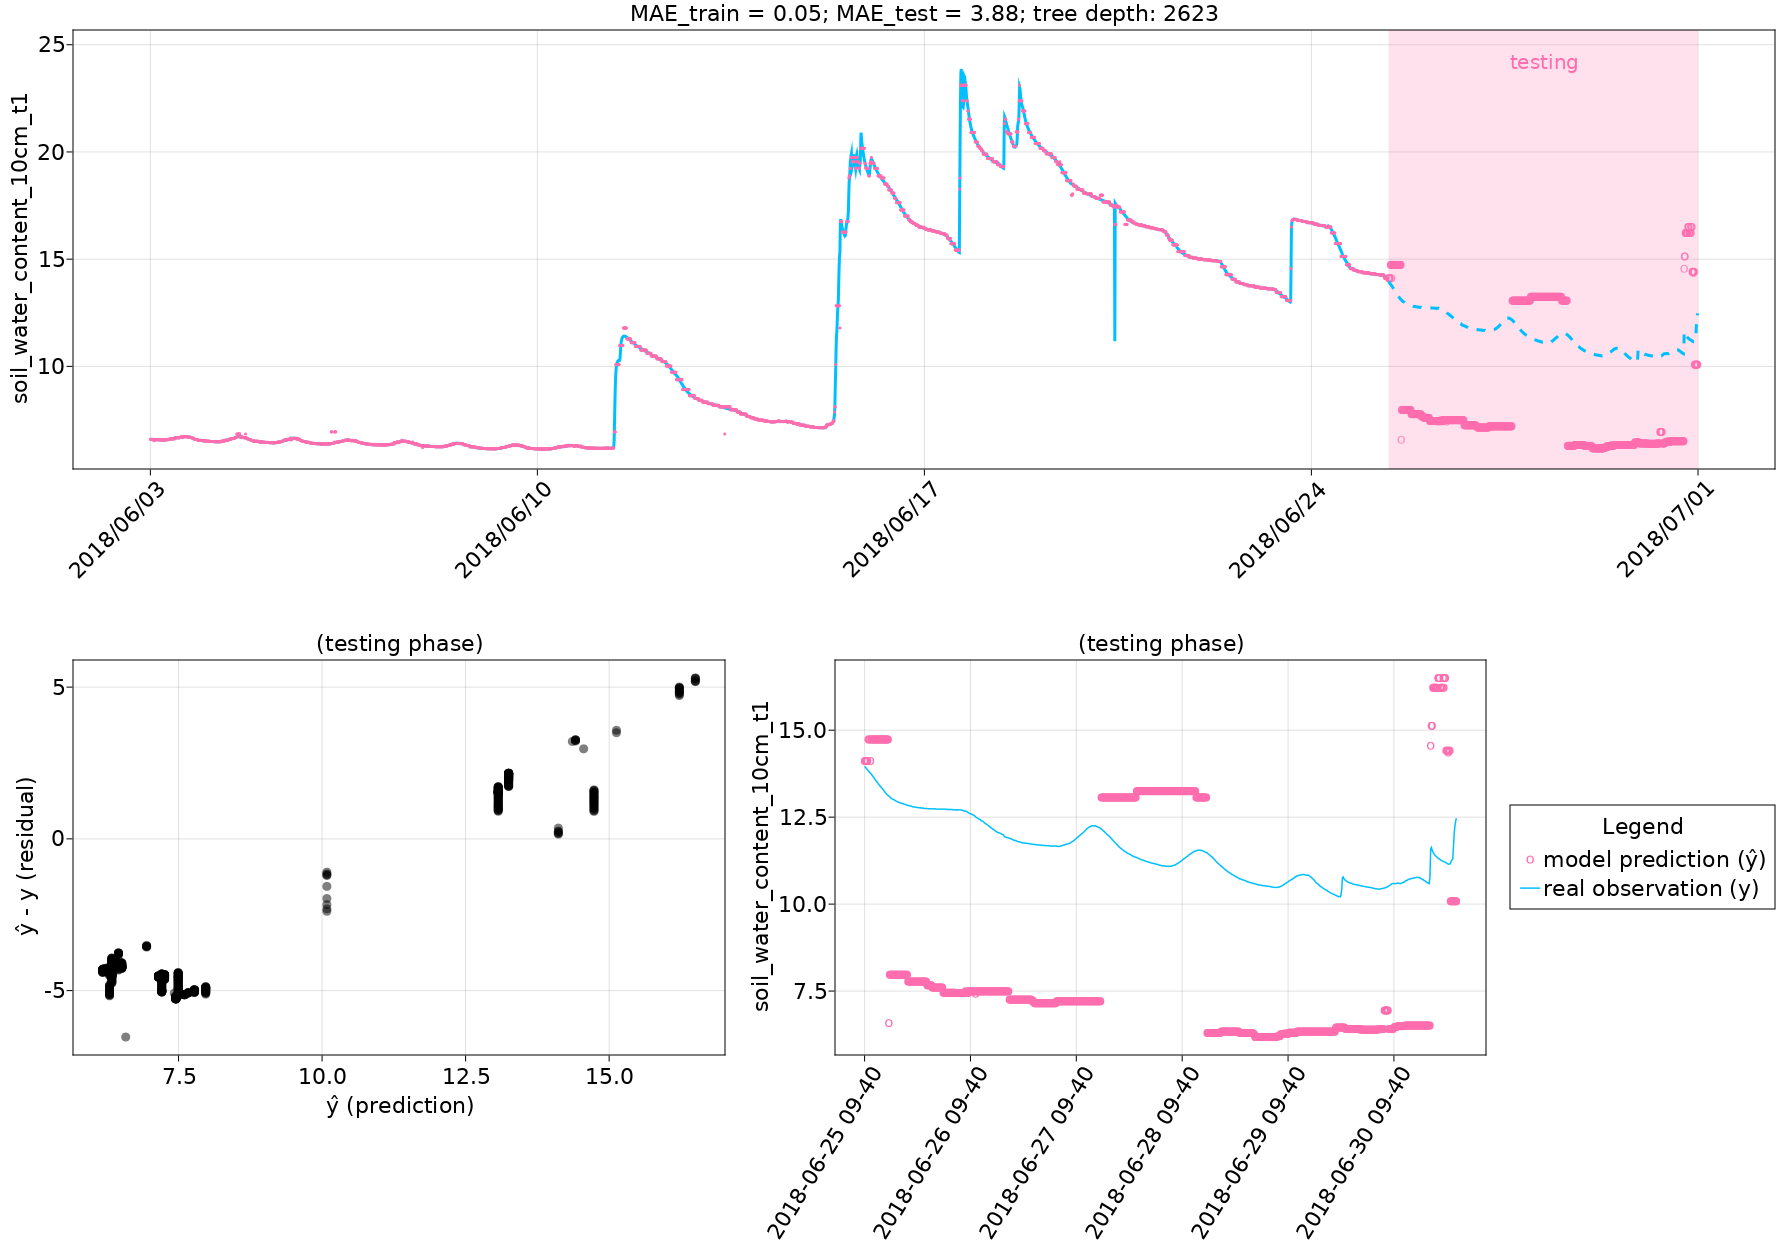 MAE_train = 0.05; MAE_test = 3.88; tree depth: 2623
soil_water_content_10cm_t1
25
20
15
10
testing
2018/06/03
2018/06/10
2018/06/17
2018/06/24
2018/07/01
(testing phase)
ŷ - y (residual)
5
0
-5
7.5
10.0
12.5
15.0
ŷ (prediction)
(testing phase)
soil_water_content_10cm_t1
15.0
12.5
10.0
7.5
2018-06-25 09-40
2018-06-26 09-40
2018-06-27 09-40
2018-06-28 09-40
2018-06-29 09-40
2018-06-30 09-40
Legend
model prediction (ŷ)
real observation (y)